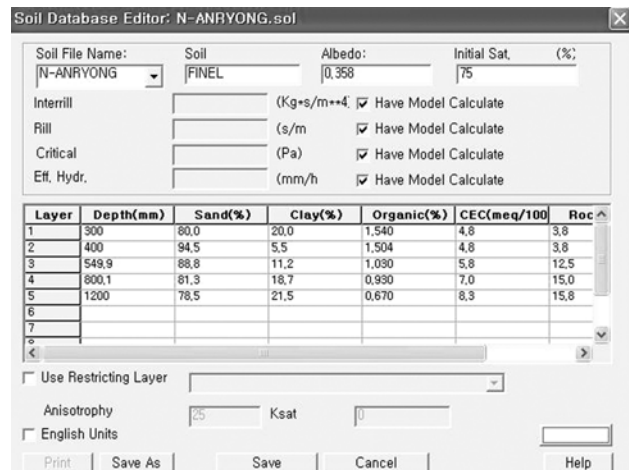 Soil Database Editor: N-ANRYONG.sol
Soil File Name: Soil Albedo: Initial Sat. (%)
N-ANRYONG FINEL 0,358 75
Interrill (Kg*s/m**4) Have Model Calculate
Rill (s/m Have Model Calculate
Critical (Pa) Have Model Calculate
Eff. Hydr. (mm/h Have Model Calculate
Layer Depth(mm) Sand(%) Clay(%) Organic(%) CEC(meq/100 Roc
1 300 80,0 20,0 1,540 4,8 3,8
2 400 94,5 5,5 1,504 4,8 3,8
3 549,9 88,8 11,2 1,030 5,8 12,5
4 800,1 81,3 18,7 0,930 7,0 15,0
5 1200 78,5 21,5 0,670 8,3 15,8
6
7
Use Restricting Layer
Anisotrophy 25 Ksat 0
English Units
Print Save As Save Cancel Help